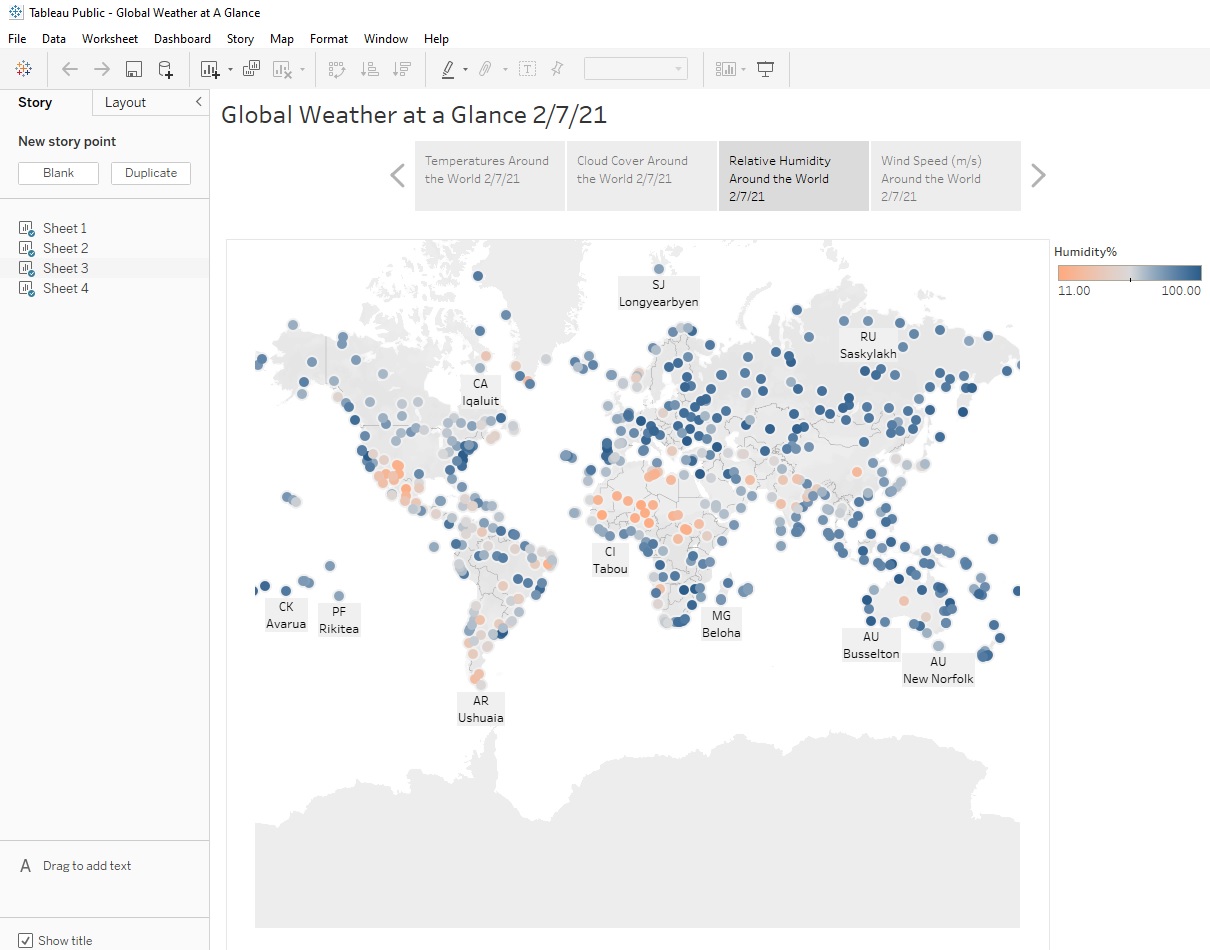 Tableau Public - Global Weather at A Glance
File Data Worksheet Dashboard Story Map Format Window Help
Story Layout
New story point
Blank Duplicate
Sheet 1
Sheet 2
Sheet 3
Sheet 4
A Drag to add text
Show title
Global Weather at a Glance 2/7/21
Temperatures Around
the World 2/7/21
Cloud Cover Around
the World 2/7/21
Relative Humidity
Around the World
2/7/21
Wind Speed (m/s)
Around the World
2/7/21
Humidity%
11.00 100.00
SJ
Longyearbyen
RU
Saskylakh
CA
Iqaluit
CI
Tabou
CK
Avarua
PF
Rikitea
MG
Beloha
AU
Busselton
AU
New Norfolk
AR
Ushuaia